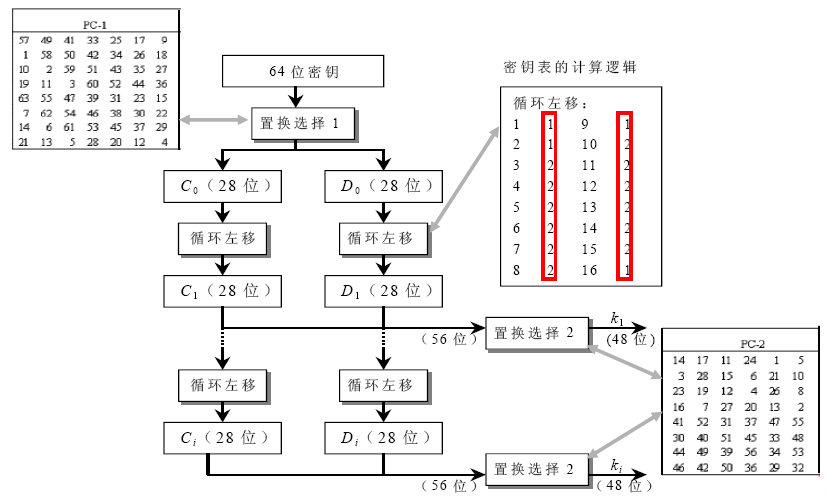 PC-1
57 49 41 33 25 17 9
1 58 50 42 34 26 18
10 2 59 51 43 35 27
19 11 3 60 52 44 36
63 55 47 39 31 23 15
7 62 54 46 38 30 22
14 6 61 53 45 37 29
21 13 5 28 20 12 4
64 位密钥
置换选择 1
C0（28 位）
D0（28 位）
循环左移
循环左移
C1（28 位）
D1（28 位）
密钥表的计算逻辑
循环左移：
1 1 9 1
2 1 10 2
3 2 11 2
4 2 12 2
5 2 13 2
6 2 14 2
7 2 15 2
8 2 16 1
（56 位）
置换选择 2
k1
（48 位）
循环左移
循环左移
Ci（28 位）
Di（28 位）
（56 位）
置换选择 2
ki
（48 位）
PC-2
14 17 11 24 1 5
3 28 15 6 21 10
23 19 12 4 26 8
16 7 27 20 13 2
41 52 31 37 47 55
30 40 51 45 33 48
44 49 39 56 34 53
46 42 50 36 29 32